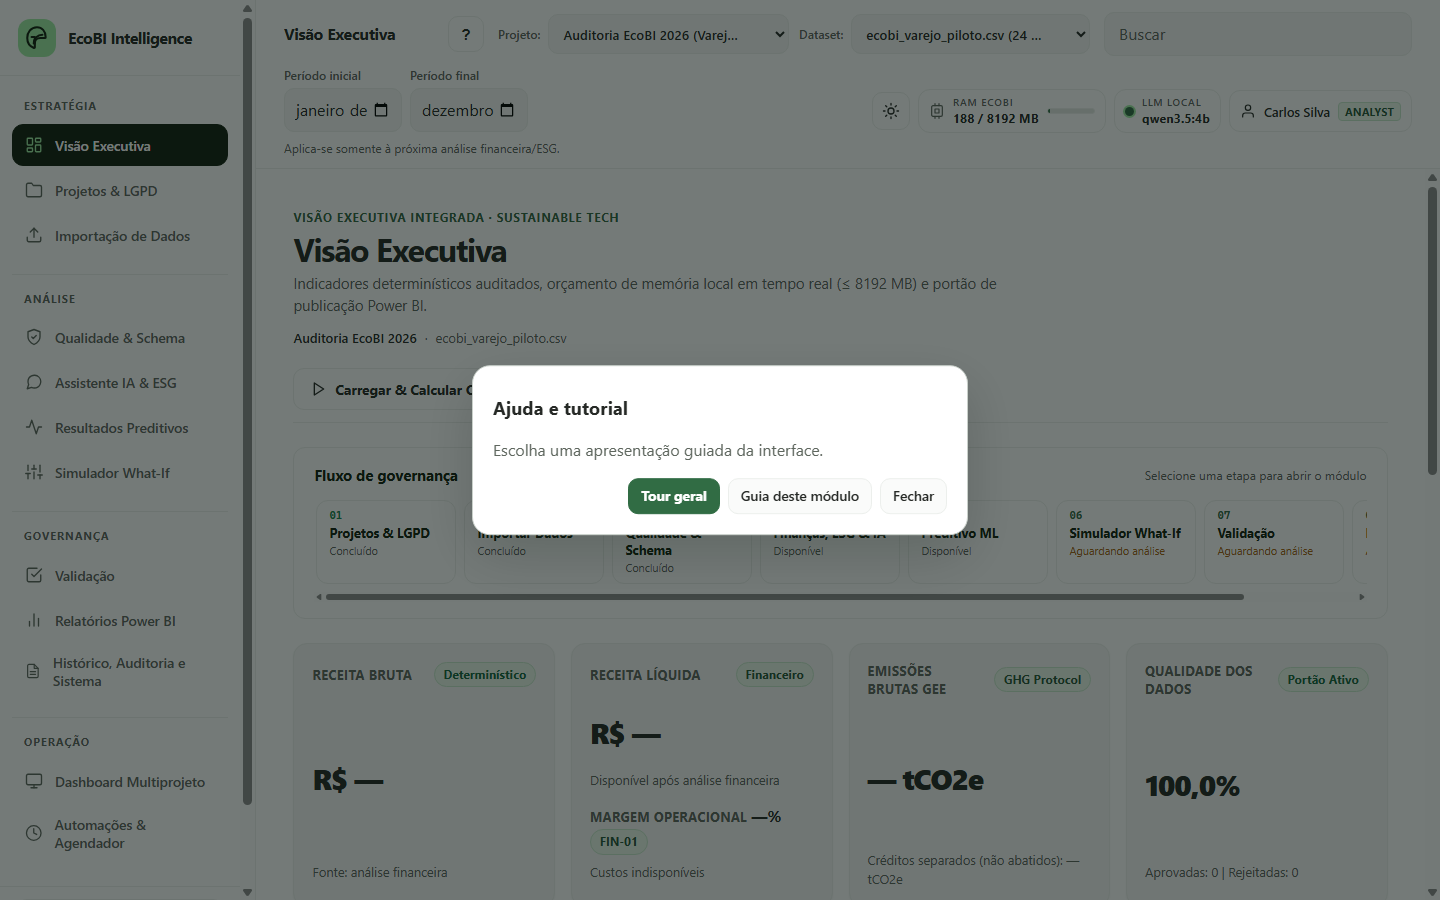 EcoBI Intelligence
ESTRATÉGIA
Visão Executiva
Projetos & LGPD
Importação de Dados
ANÁLISE
Qualidade & Schema
Assistente IA & ESG
Resultados Preditivos
Simulador What-If
GOVERNANÇA
Validação
Relatórios Power BI
Histórico, Auditoria e
Sistema
OPERAÇÃO
Dashboard Multiprojeto
Automações &
Agendador
Visão Executiva
?
Projeto:
Auditoria EcoBI 2026 (Varej...
Dataset:
ecobi_varejo_piloto.csv (24 ...
Buscar
Período inicial
Período final
janeiro de
dezembro
Aplica-se somente à próxima análise financeira/ESG.
RAM ECOBI
188 / 8192 MB
LLM LOCAL
qwen3.5:4b
Carlos Silva
ANALYST
VISÃO EXECUTIVA INTEGRADA · SUSTAINABLE TECH
Visão Executiva
Indicadores determinísticos auditados, orçamento de memória local em tempo real (≤ 8192 MB) e portão de
publicação Power BI.
Auditoria EcoBI 2026 · ecobi_varejo_piloto.csv
Carregar & Calcular
Ajuda e tutorial
Escolha uma apresentação guiada da interface.
Tour geral
Guia deste módulo
Fechar
Fluxo de governança
Selecione uma etapa para abrir o módulo
01
Projetos & LGPD
Concluído
Importar Dados
Concluído
Qualidade &
Schema
Concluído
Finanças, ESG & IA
Disponível
Preditivo ML
Disponível
06
Simulador What-If
Aguardando análise
07
Validação
Aguardando análise
RECEITA BRUTA
Determinístico
R$ —
Fonte: análise financeira
RECEITA LÍQUIDA
Financeiro
R$ —
Disponível após análise financeira
MARGEM OPERACIONAL —%
FIN-01
Custos indisponíveis
EMISSÕES
BRUTAS GEE
GHG Protocol
— tCO2e
Créditos separados (não abatidos): —
tCO2e
QUALIDADE DOS
DADOS
Portão Ativo
100,0%
Aprovadas: 0 | Rejeitadas: 0